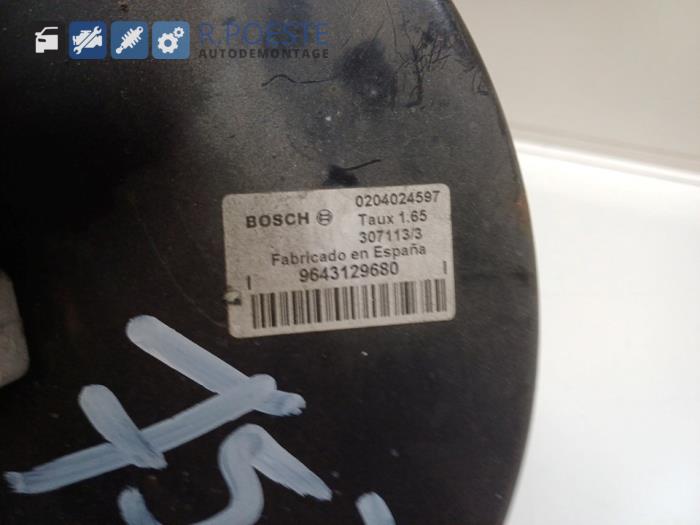 R.POESTE
AUTODEMONTAGE
0204024597
BOSCH Taux 1.65
307113/3
Fabricado en España
9643129680